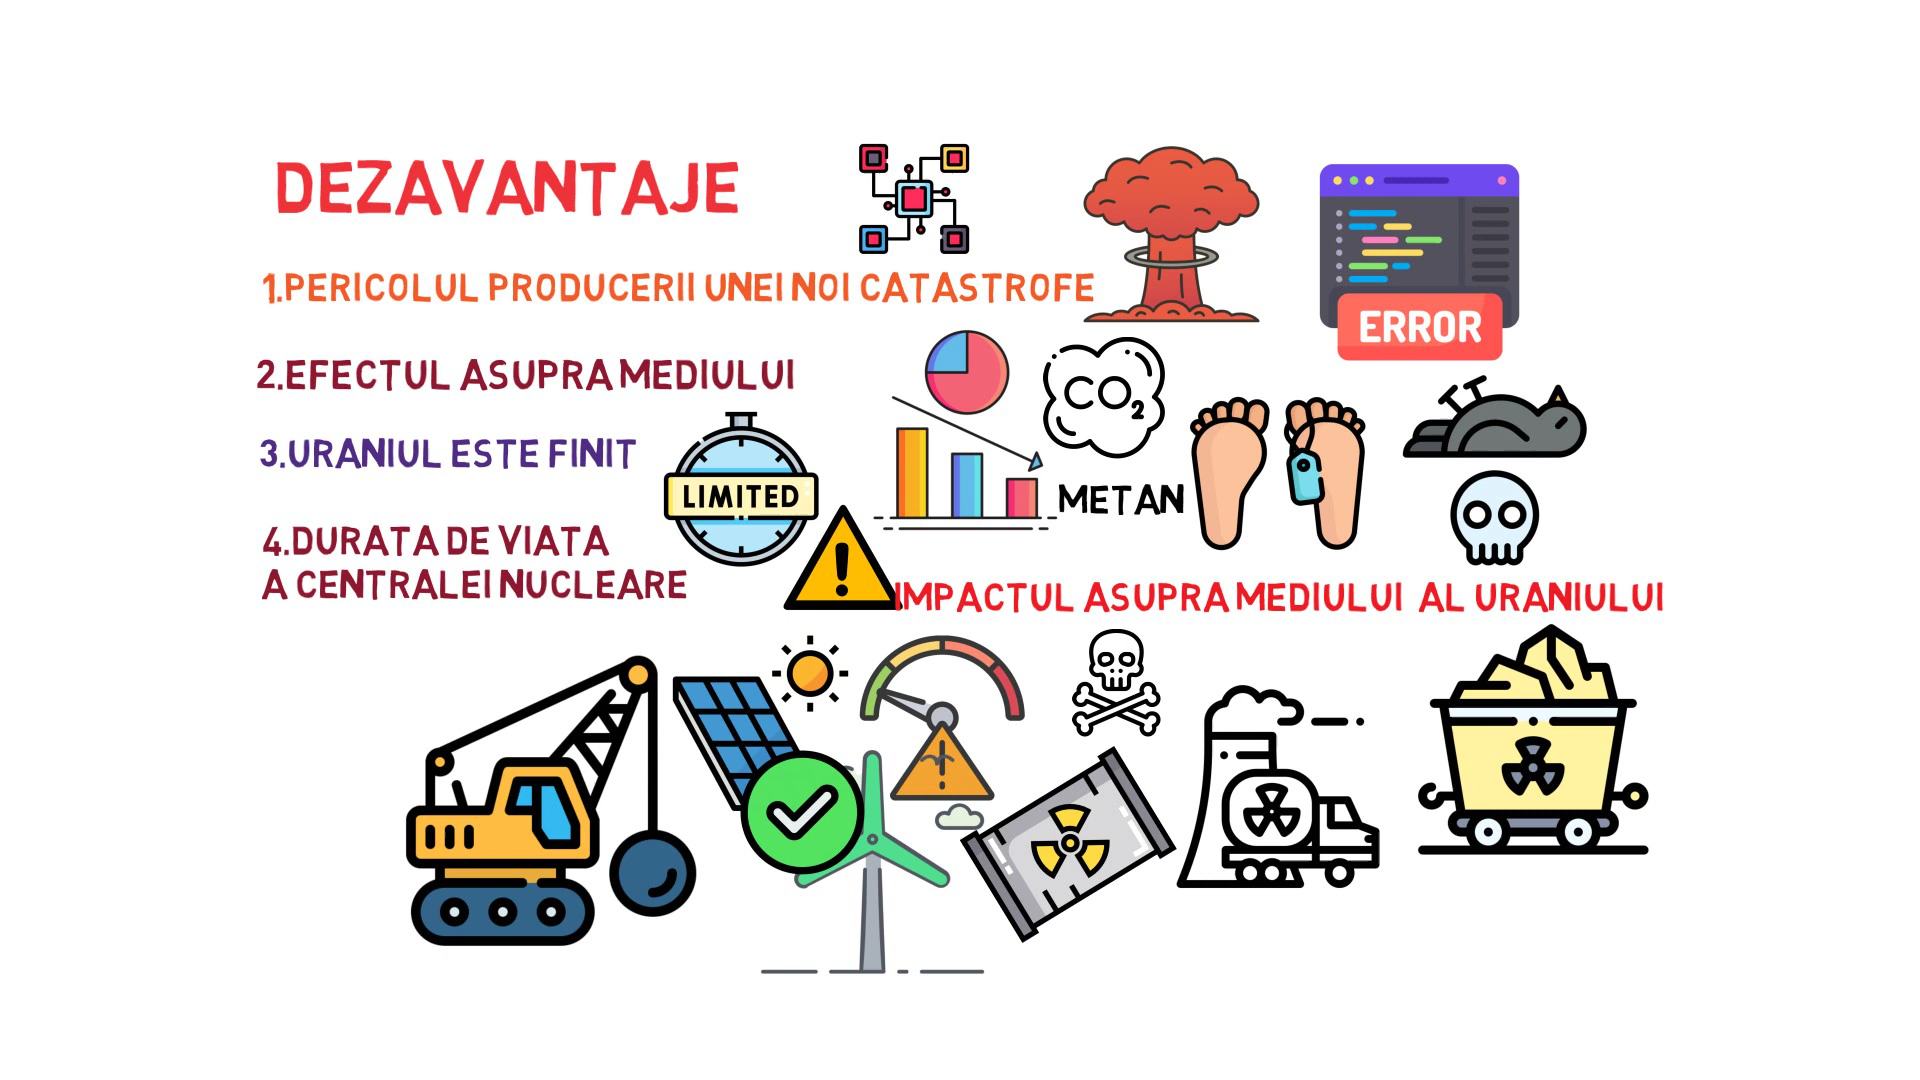 DEZAVANTAJE
1.PERICOLUL PRODUCERII UNEI NOI CATASTROFE
ERROR
2.EFECTUL ASUPRA MEDIULUI
CO2
3.URANIUL ESTE FINIT
LIMITED
METAN
4.DURATA DE VIATA
A CENTRALEI NUCLEARE
IMPACTUL ASUPRA MEDIULUI AL URANIULUI